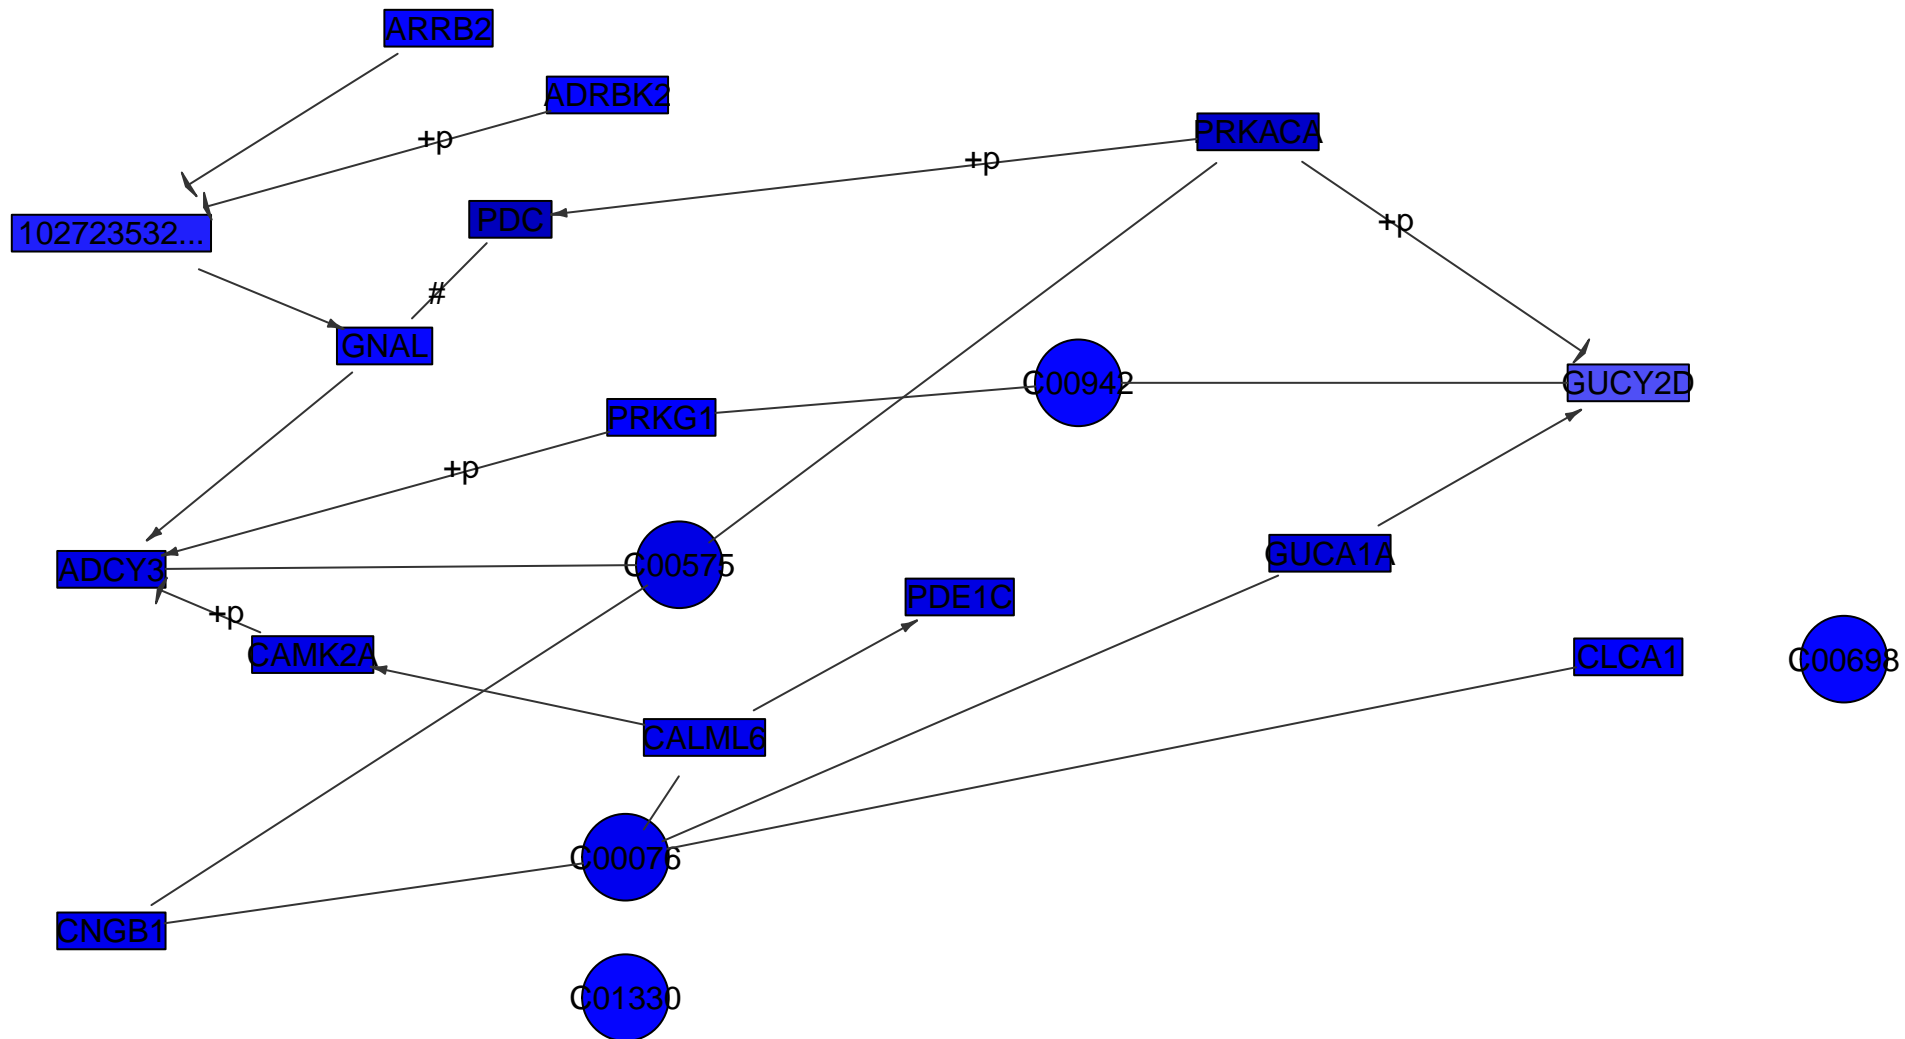 ARRB2
ADRBK2
+p
PRKACA
+p
102723532...
PDC
+p
#
GNAL
C00942
GUCY2D
PRKG1
+p
ADCY3
C00575
GUCA1A
PDE1C
+p
CAMK2A
CLCA1
C00698
CALML6
C00076
CNGB1
C01330